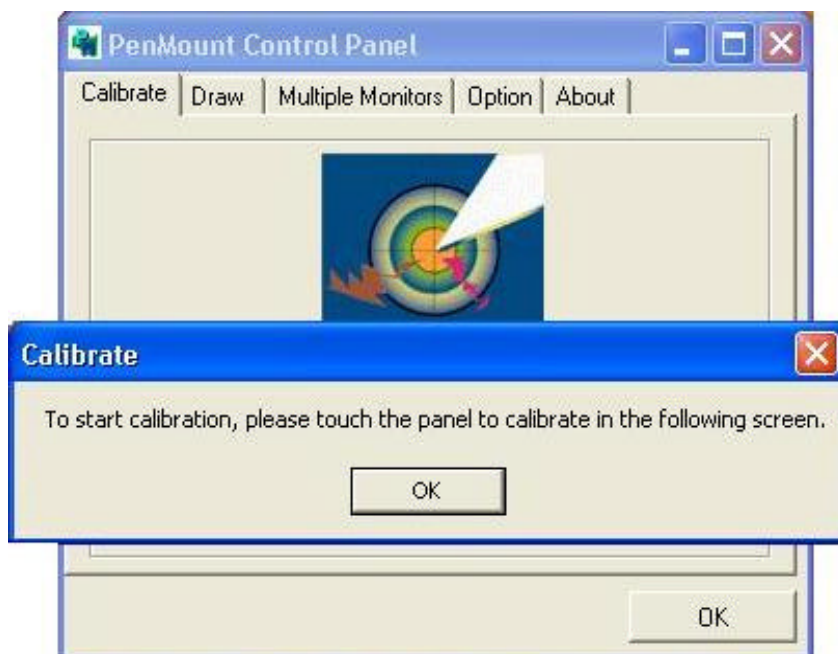 PenMount Control Panel
Calibrate Draw Multiple Monitors Option About
Calibrate
To start calibration, please touch the panel to calibrate in the following screen.
OK
OK